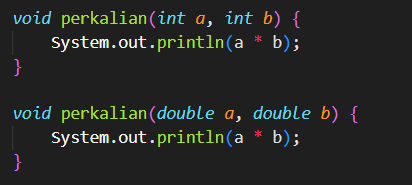 void perkalian(int a, int b) {
    System.out.println(a * b);
}
void perkalian(double a, double b) {
    System.out.println(a * b);
}